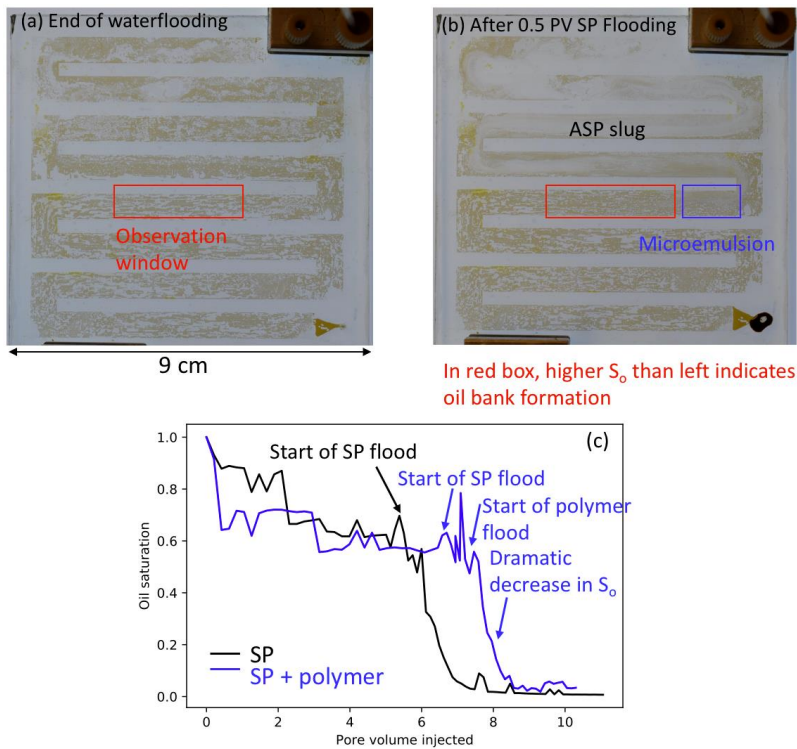 (a) End of waterflooding
(b) After 0.5 PV SP Flooding
ASP slug
Observation
window
Microemulsion
9 cm
In red box, higher So than left indicates
oil bank formation
(c)
Start of SP flood
Start of SP flood
Start of polymer
flood
Dramatic
decrease in So
SP
SP + polymer
Oil saturation
1.0
0.8
0.6
0.4
0.2
0.0
0 2 4 6 8 10
Pore volume injected